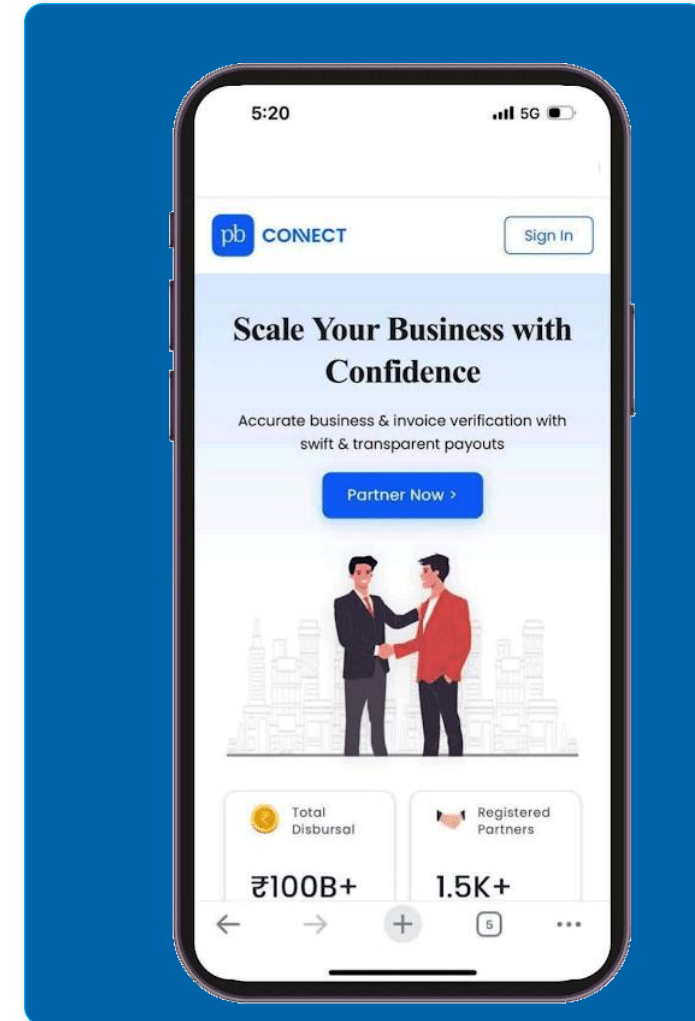 5:20
5G
pb CONNECT
Sign In
Scale Your Business with
Confidence
Accurate business & invoice verification with
swift & transparent payouts
Partner Now >
Total
Disbursal
₹100B+
Registered
Partners
1.5K+
5